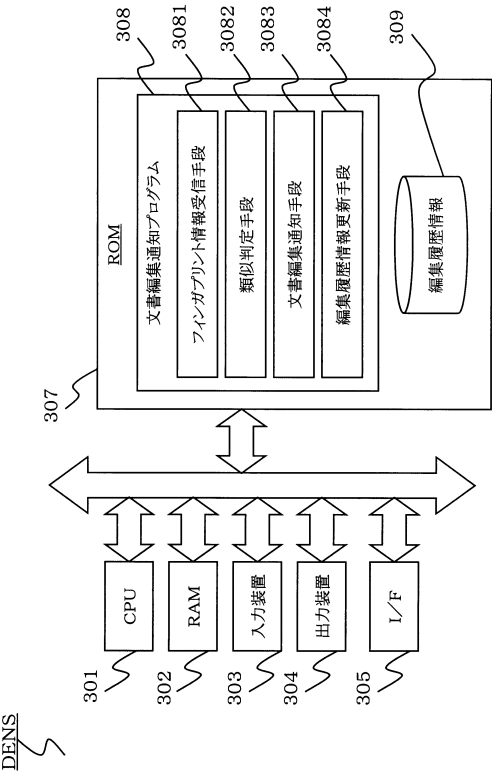 DENS
301
CPU
302
RAM
303
入力装置
304
出力装置
305
I/F
307
ROM
308
文書編集通知プログラム
3081
フィンガプリント情報受信手段
3082
類似判定手段
3083
文書編集通知手段
3084
編集履歴情報更新手段
309
編集履歴情報